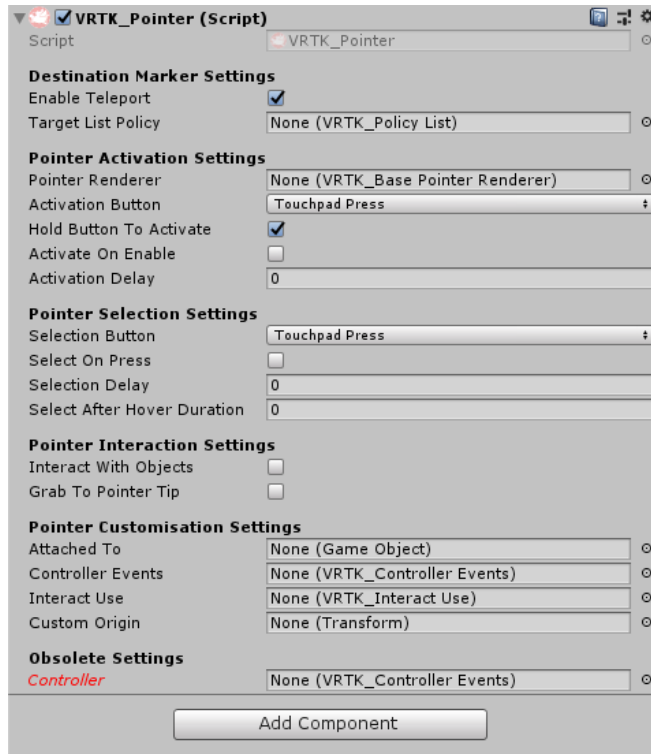 VRTK_Pointer (Script)
Script VRTK_Pointer
Destination Marker Settings
Enable Teleport
Target List Policy None (VRTK_Policy List)
Pointer Activation Settings
Pointer Renderer None (VRTK_Base Pointer Renderer)
Activation Button Touchpad Press
Hold Button To Activate
Activate On Enable
Activation Delay 0
Pointer Selection Settings
Selection Button Touchpad Press
Select On Press
Selection Delay 0
Select After Hover Duration 0
Pointer Interaction Settings
Interact With Objects
Grab To Pointer Tip
Pointer Customisation Settings
Attached To None (Game Object)
Controller Events None (VRTK_Controller Events)
Interact Use None (VRTK_Interact Use)
Custom Origin None (Transform)
Obsolete Settings
Controller None (VRTK_Controller Events)
Add Component